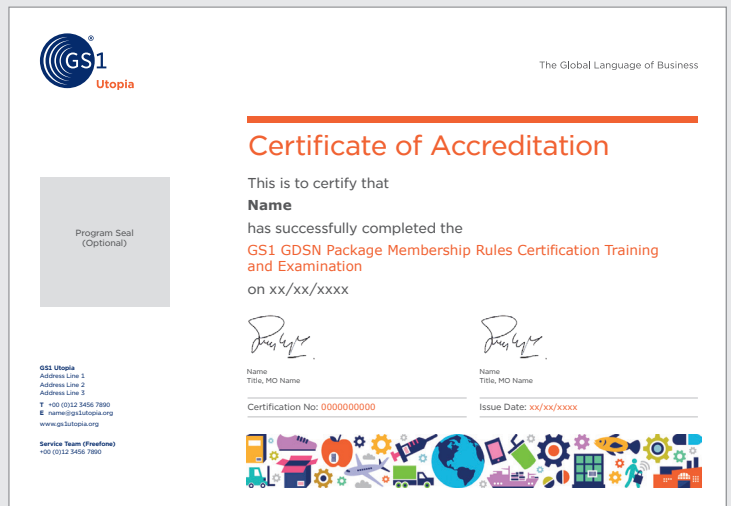 GS1
Utopia
The Global Language of Business
Certificate of Accreditation
This is to certify that
Name
has successfully completed the
GS1 GDSN Package Membership Rules Certification Training
and Examination
on xx/xx/xxxx
Program Seal
(Optional)
Name
Title, MO Name
Name
Title, MO Name
Certification No: 0000000000
Issue Date: xx/xx/xxxx
GS1 Utopia
Address Line 1
Address Line 2
Address Line 3
T +00 (0)12 3456 7890
E name@gs1utopia.org
www.gs1utopia.org
Service Team (Freefone)
+00 (0)12 3456 7890